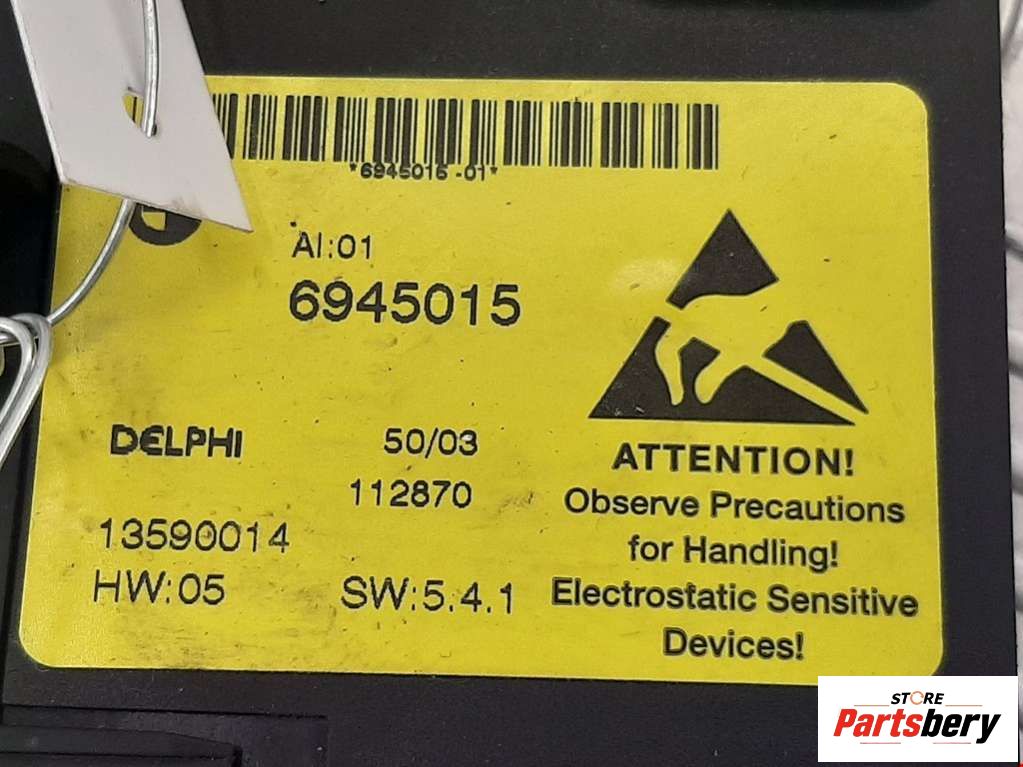 *6945015-01*
AI:01
6945015
DELPHI
50/03
112870
13590014
HW:05
SW:5.4.1
ATTENTION!
Observe Precautions
for Handling!
Electrostatic Sensitive
Devices!
STORE
Partsbery